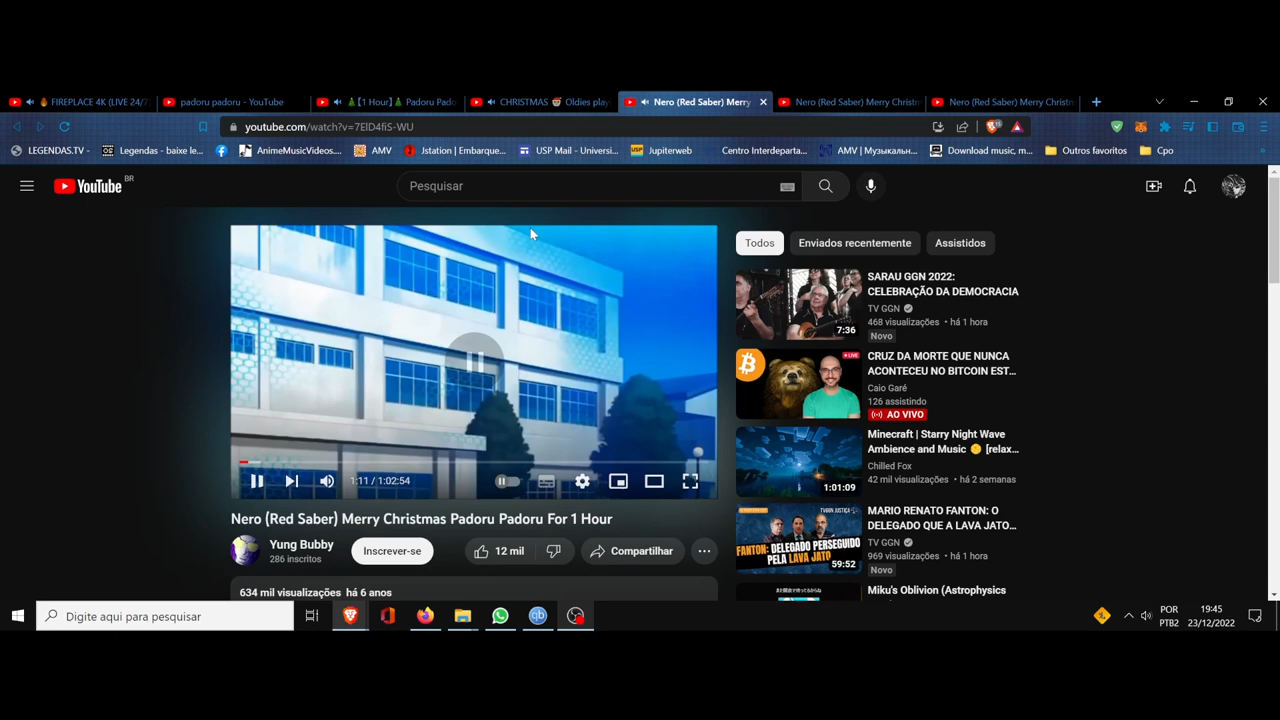 FIREPLACE 4K (LIVE 24/7
padoru padoru - YouTube
【1 Hour】 Padoru Pado
CHRISTMAS 🎅 Oldies play
Nero (Red Saber) Merry
Nero (Red Saber) Merry Christm
Nero (Red Saber) Merry Christm
youtube.com/watch?v=7ElD4fiS-WU
15
LEGENDAS.TV -
Legendas - baixe le...
AnimeMusicVideos....
AMV
Jstation | Embarque...
USP Mail - Universi...
Jupiterweb
Centro Interdeparta...
AMV | Музыкальн...
Download music, m...
Outros favoritos
Cpo
YouTube BR
Pesquisar
Todos
Enviados recentemente
Assistidos
SARAU GGN 2022:
CELEBRAÇÃO DA DEMOCRACIA
TV GGN
468 visualizações • há 1 hora
Novo
7:36
CRUZ DA MORTE QUE NUNCA
ACONTECEU NO BITCOIN EST...
Caio Garé
126 assistindo
AO VIVO
LIVE
Minecraft | Starry Night Wave
Ambience and Music 🌞 [relax...
Chilled Fox
42 mil visualizações • há 2 semanas
1:01:09
MARIO RENATO FANTON: O
DELEGADO QUE A LAVA JATO...
TV GGN
969 visualizações • há 1 hora
Novo
FANTON: DELEGADO PERSEGUIDO
PELA LAVA JATO
59:52
Miku's Oblivion (Astrophysics
1:11 / 1:02:54
Nero (Red Saber) Merry Christmas Padoru Padoru For 1 Hour
Yung Bubby
286 inscritos
Inscrever-se
12 mil
Compartilhar
634 mil visualizações há 6 anos
Digite aqui para pesquisar
POR
PTB2
19:45
23/12/2022